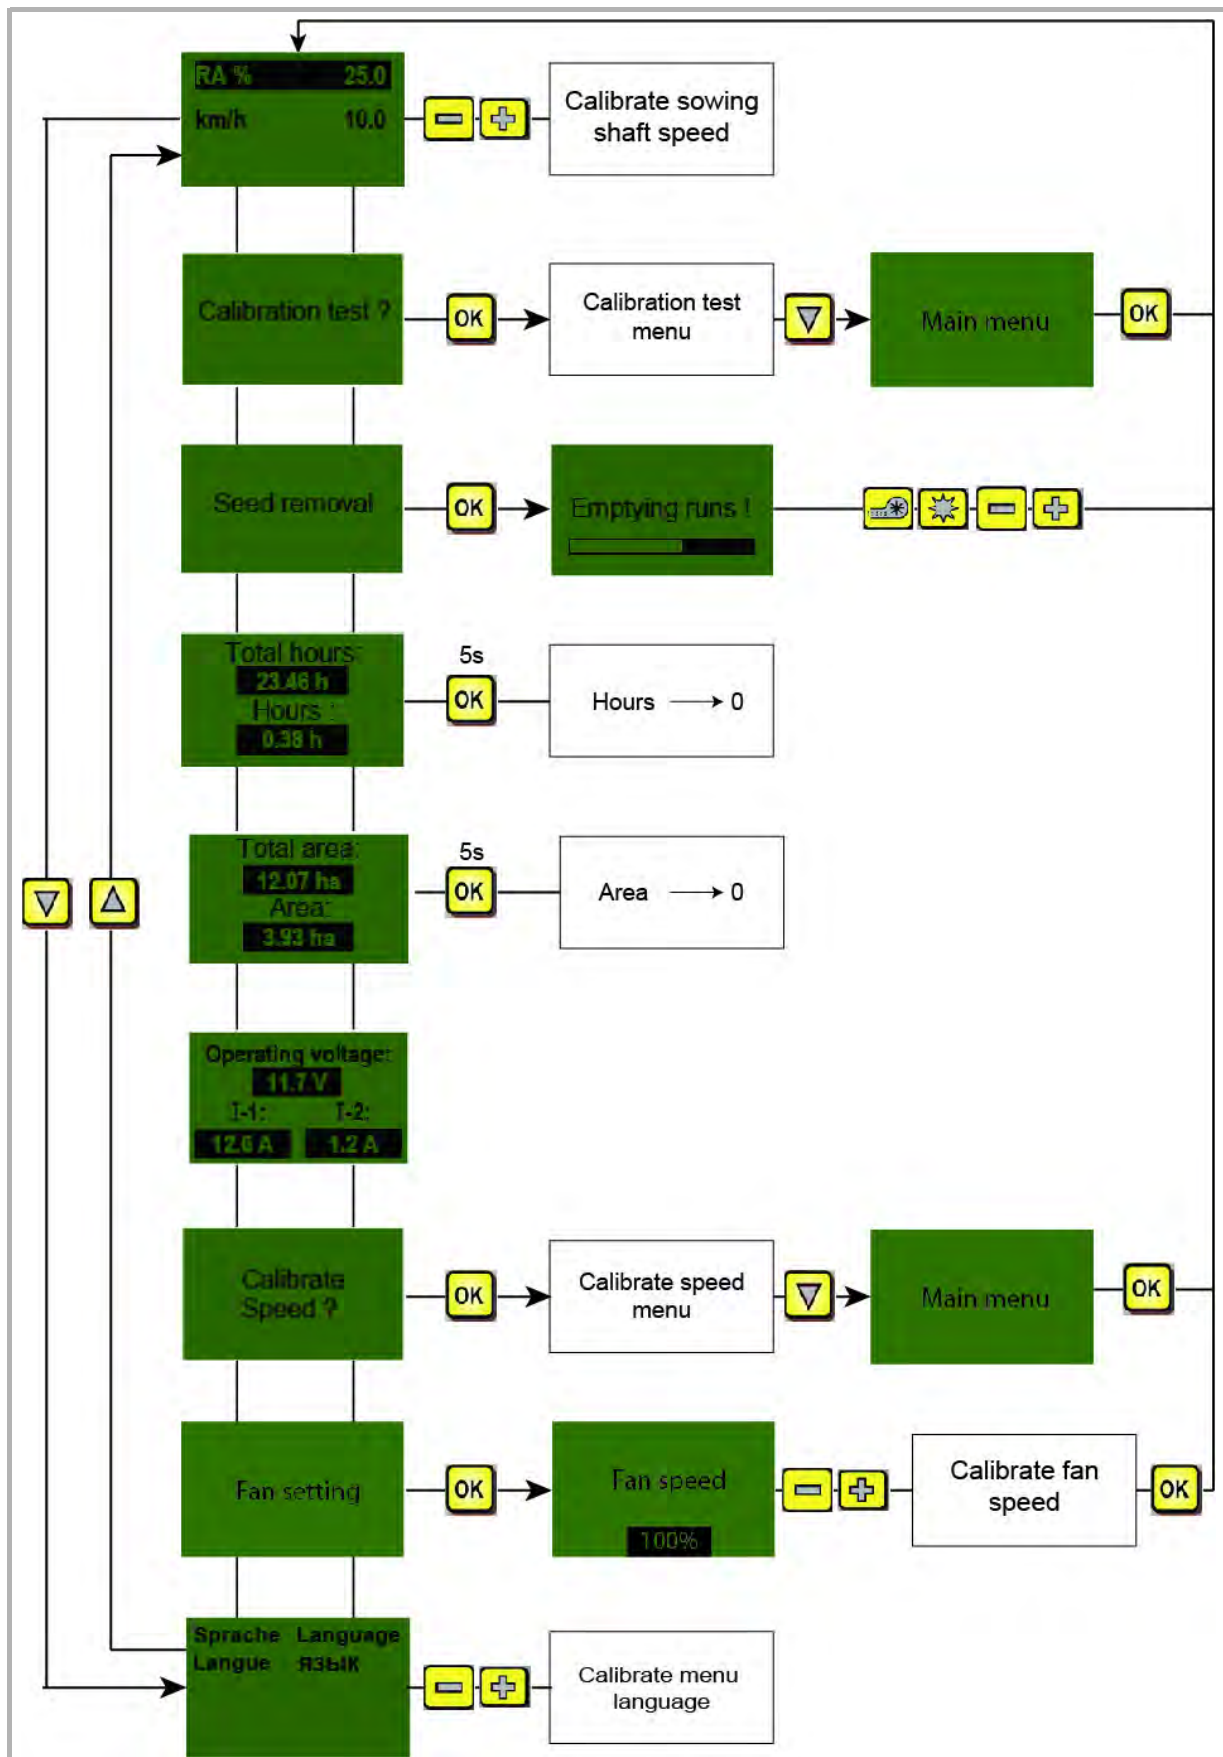 RA % 25.0
km/h 10.0
Calibrate sowing
shaft speed
Calibration test ?
OK
Calibration test
menu
Main menu
OK
Seed removal
OK
Emptying runs !
Total hours:
23.46 h
Hours :
0.38 h
5s
OK
Hours → 0
Total area:
12.07 ha
Area:
3.93 ha
5s
OK
Area → 0
Operating voltage:
11.7 V
I-1: I-2:
12.6 A 1.2 A
Calibrate
Speed ?
OK
Calibrate speed
menu
Main menu
OK
Fan setting
OK
Fan speed
100%
Calibrate fan
speed
OK
Sprache Language
Langue ЯЗЫК
Calibrate menu
language